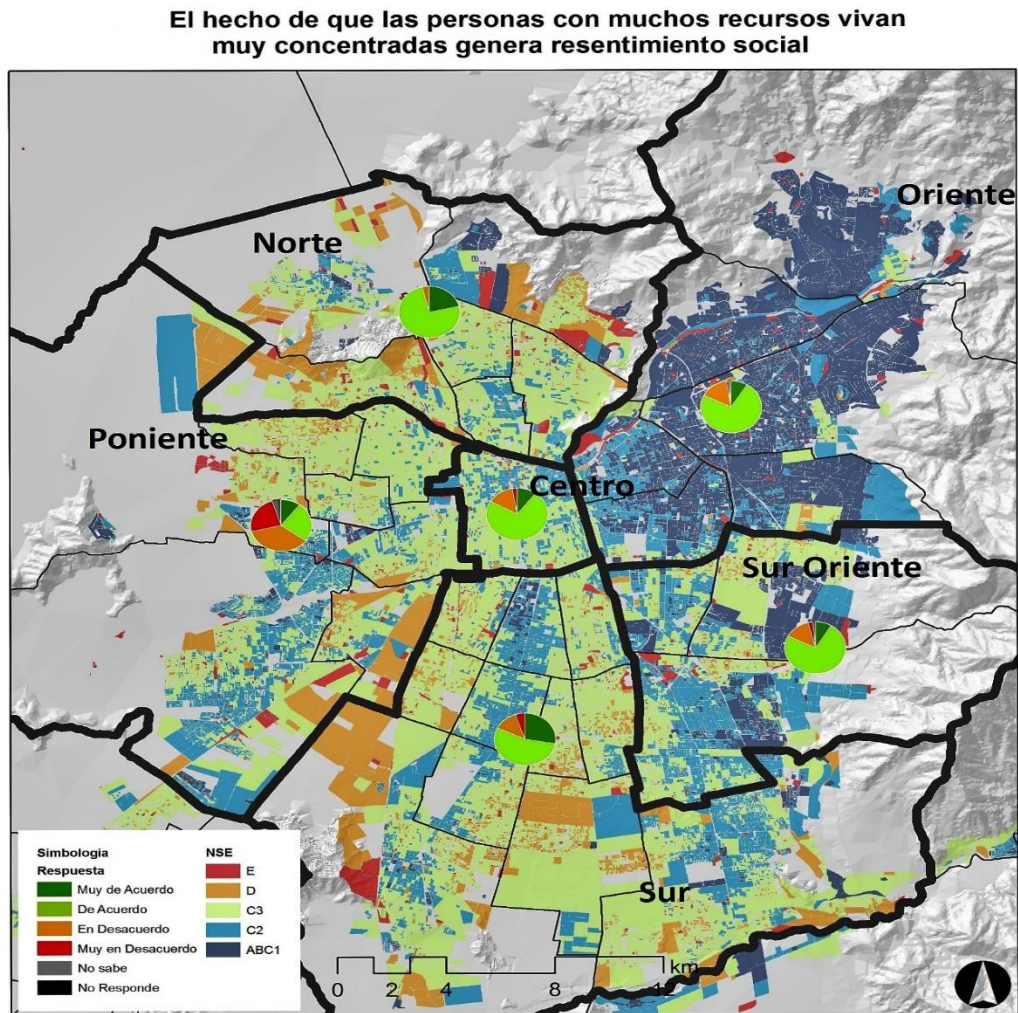 El hecho de que las personas con muchos recursos vivan
muy concentradas genera resentimiento social
Oriente
Norte
Poniente
Centro
Sur Oriente
Sur
Simbología
Respuesta
Muy de Acuerdo
De Acuerdo
En Desacuerdo
Muy en Desacuerdo
No sabe
No Responde
NSE
E
D
C3
C2
ABC1
km
0 2 4 8 12